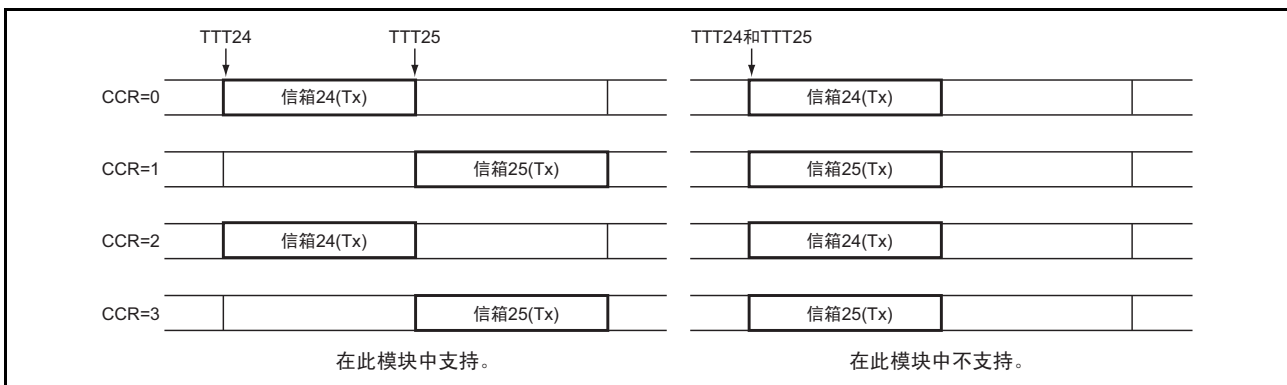 TTT24 TTT25 TTT24和TTT25
CCR=0 信箱24(Tx) 信箱24(Tx)
CCR=1 信箱25(Tx) 信箱25(Tx)
CCR=2 信箱24(Tx) 信箱24(Tx)
CCR=3 信箱25(Tx) 信箱25(Tx)
在此模块中支持。 在此模块中不支持。